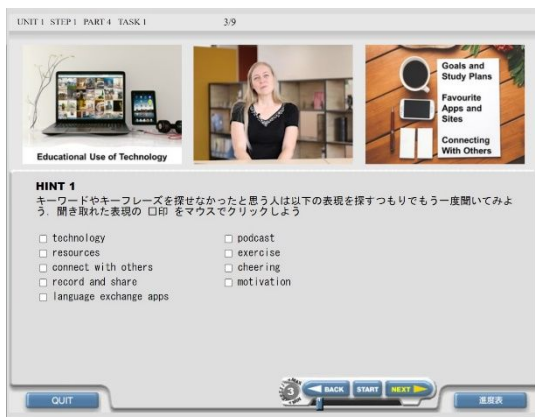 UNIT 1 STEP 1 PART 4 TASK 1 3/9
Educational Use of Technology
Goals and
Study Plans
Favourite
Apps and
Sites
Connecting
With Others
HINT 1
キーワードやキーフレーズを探せなかったと思う人は以下の表現を探すつもりでもう一度聞いてみよ
う．聞き取れた表現の 口印 をマウスでクリックしよう
technology
resources
connect with others
record and share
language exchange apps
podcast
exercise
cheering
motivation
3
BACK START NEXT
QUIT
進度表